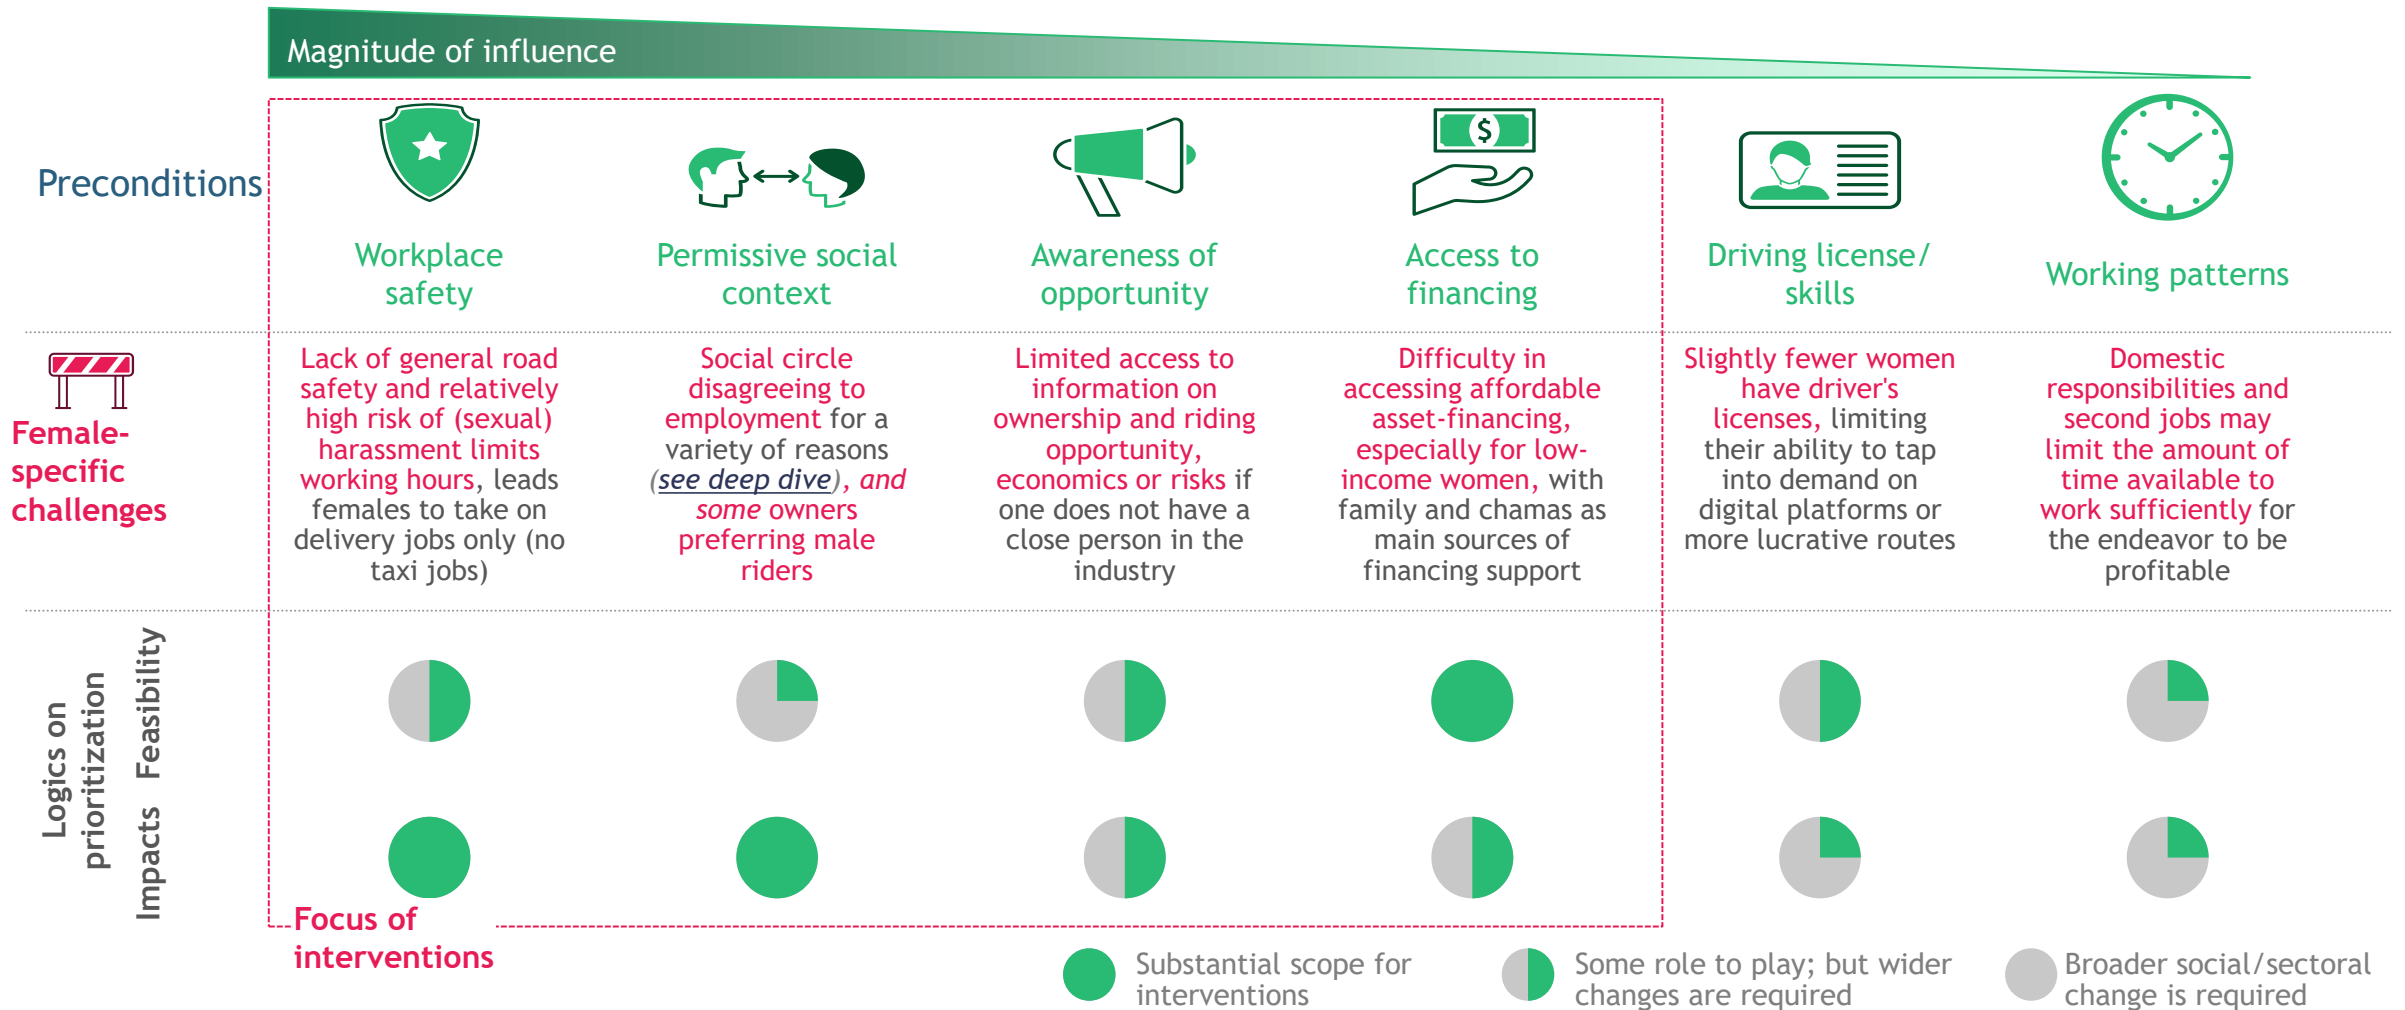 Magnitude of influence
Preconditions
$
Workplace
safety
Permissive social
context
Awareness of
opportunity
Access to
financing
Driving license/
skills
Working patterns
Female-
specific
challenges
Lack of general road
safety and relatively
high risk of (sexual)
harassment limits
working hours, leads
females to take on
delivery jobs only (no
taxi jobs)
Social circle
disagreeing to
employment for a
variety of reasons
(see deep dive), and
some owners
preferring male
riders
Limited access to
information on
ownership and riding
opportunity,
economics or risks if
one does not have a
close person in the
industry
Difficulty in
accessing affordable
asset-financing,
especially for low-
income women, with
family and chamas as
main sources of
financing support
Slightly fewer women
have driver's
licenses, limiting
their ability to tap
into demand on
digital platforms or
more lucrative routes
Domestic
responsibilities and
second jobs may
limit the amount of
time available to
work sufficiently for
the endeavor to be
profitable
Logics on
prioritization
Feasibility
Impacts
Focus of
interventions
Substantial scope for
interventions
Some role to play; but wider
changes are required
Broader social/sectoral
change is required